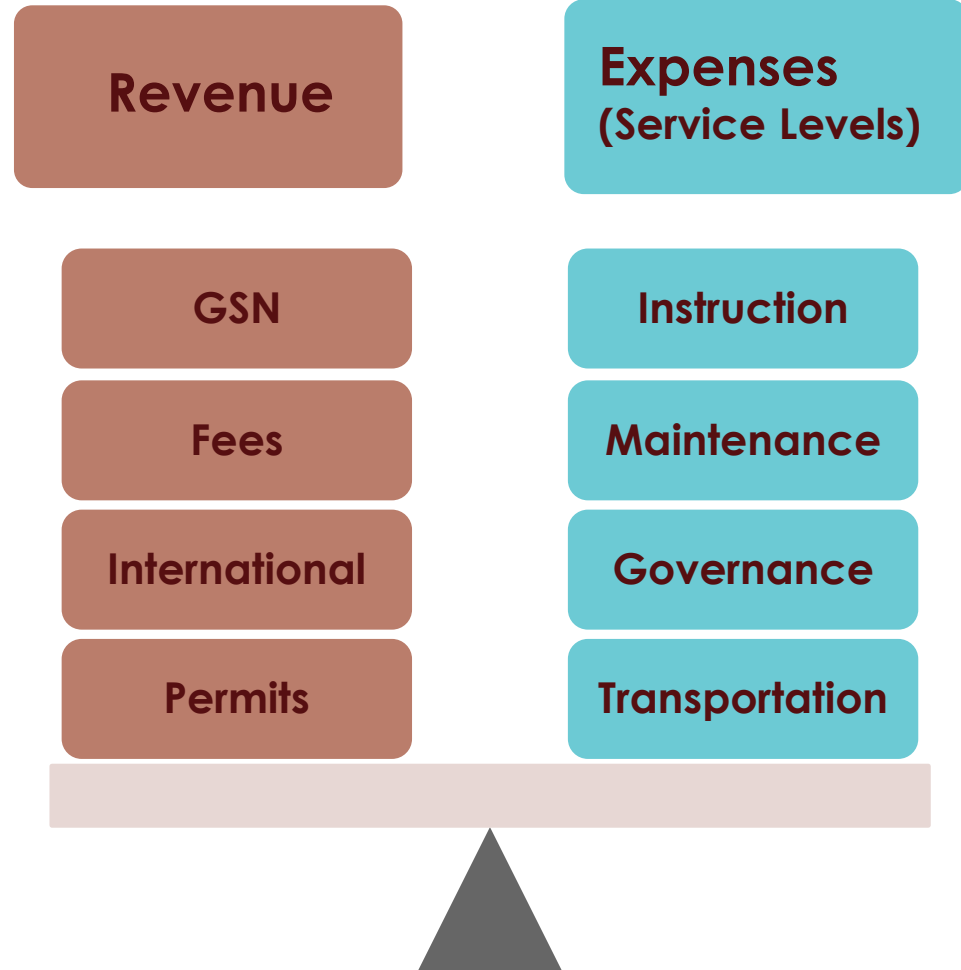 Revenue
Expenses
(Service Levels)
GSN
Instruction
Fees
Maintenance
International
Governance
Permits
Transportation